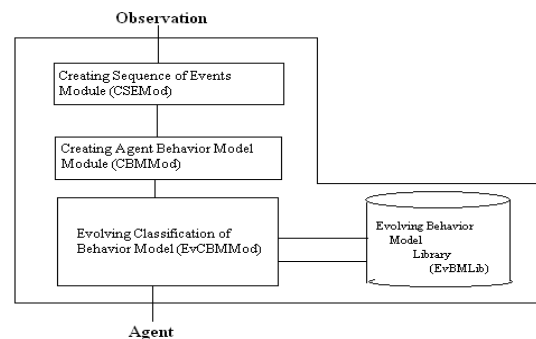 Observation
Creating Sequence of Events
Module (CSEMod)
Creating Agent Behavior Model
Module (CBMMod)
Evolving Classification of
Behavior Model (EvCBMMod)
Evolving Behavior
Model
Library
(EvBMLib)
Agent